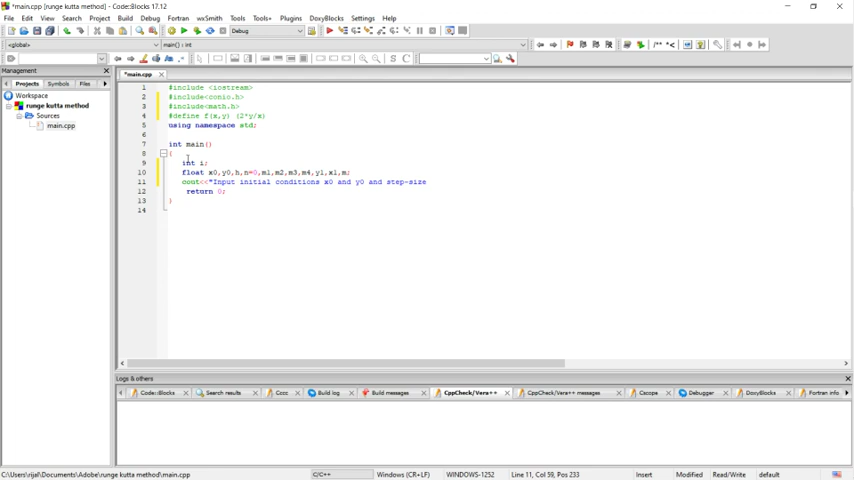 *main.cpp [runge kutta method] - Code::Blocks 17.12
File Edit View Search Project Build Debug Fortran wxSmith Tools Tools+ Plugins DoxyBlocks Settings Help
Debug
<global> main() : int
Management
*main.cpp
Projects Symbols Files
Workspace
runge kutta method
Sources
main.cpp
1 #include <iostream>
2 #include<conio.h>
3 #include<math.h>
4 #define f(x,y) (2*y/x)
5 using namespace std;
6
7 int main()
8 {
9 int i;
10 float x0,y0,h,n=0,m1,m2,m3,m4,y1,x1,m;
11 cout<<"Input initial conditions x0 and y0 and step-size
12 return 0;
13 }
14
Logs & others
Code::Blocks Search results Cccc Build log Build messages CppCheck/Vera++ CppCheck/Vera++ messages Cscope Debugger DoxyBlocks Fortran info
C:\Users\rijal\Documents\Adobe\runge kutta method\main.cpp C/C++ Windows (CR+LF) WINDOWS-1252 Line 11, Col 59, Pos 233 Insert Modified Read/Write default